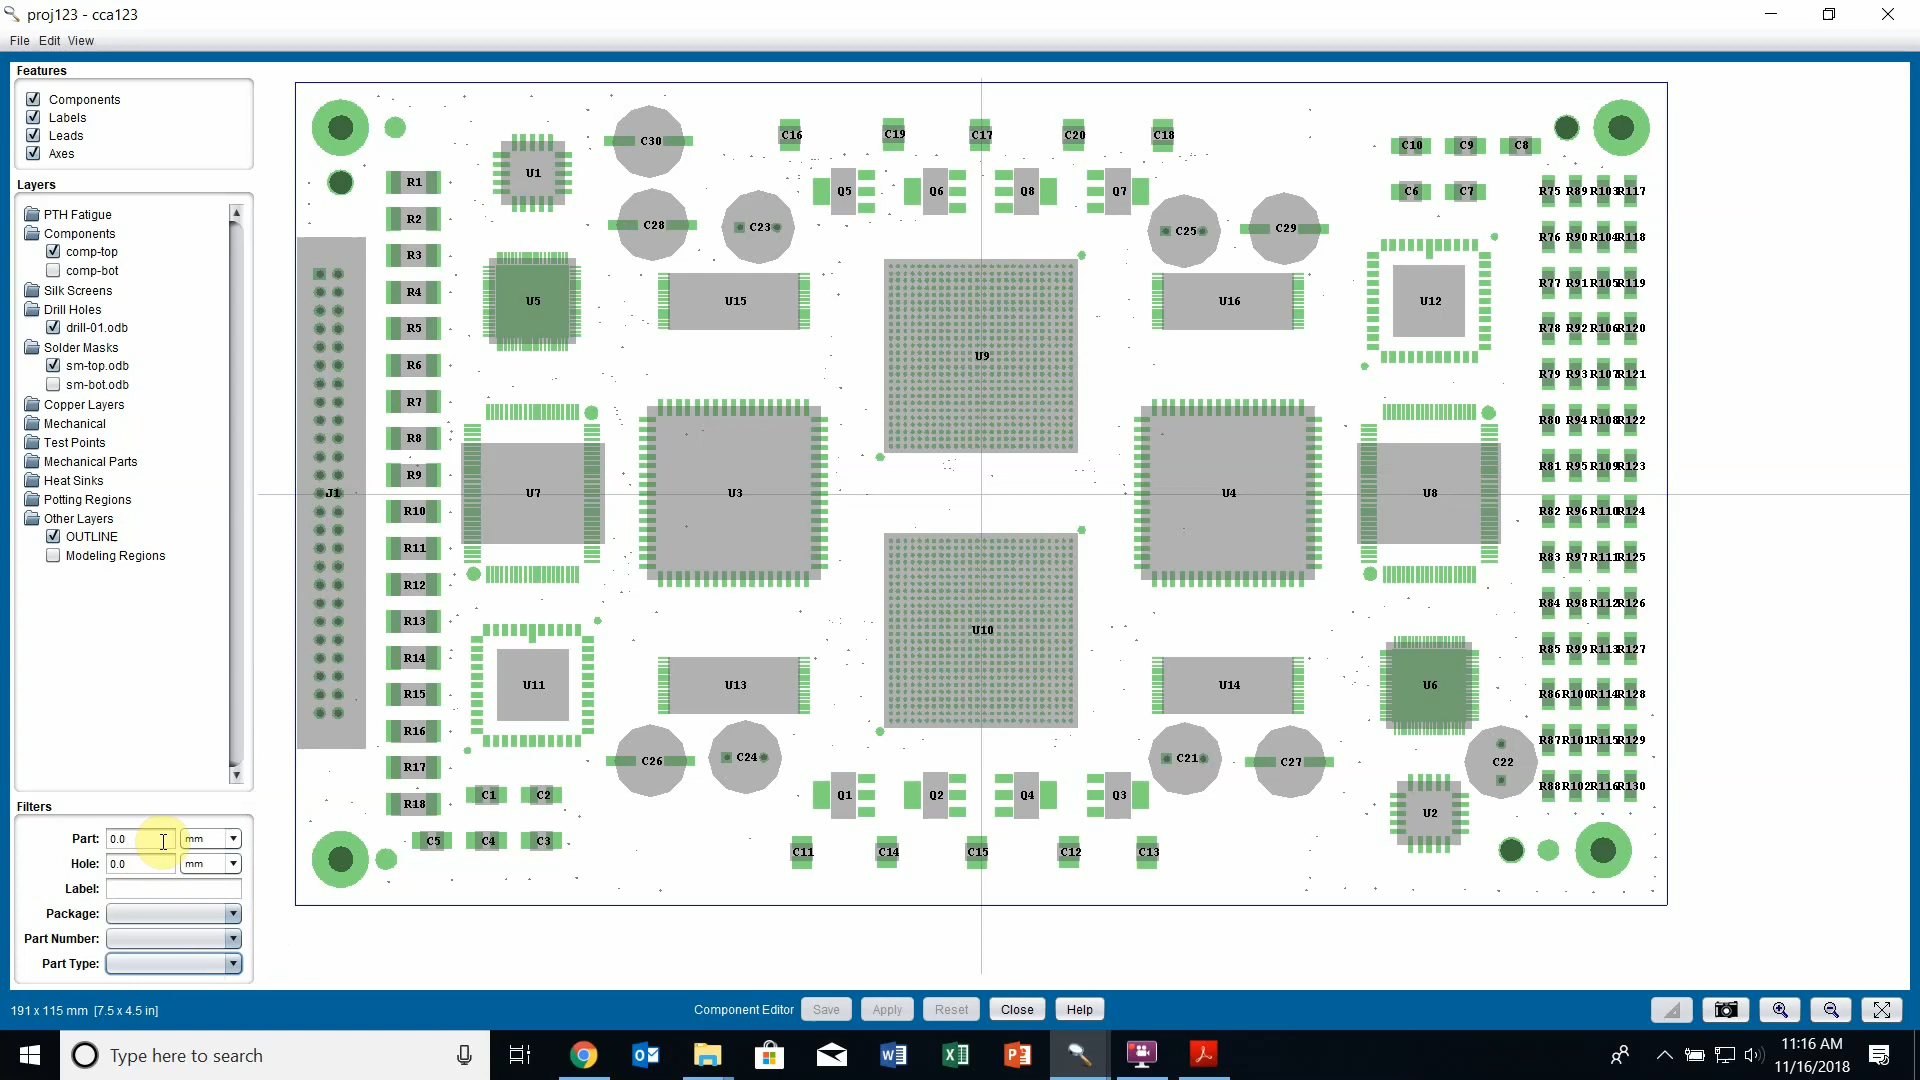 proj123 - cca123
File Edit View
Features
Components
Labels
Leads
Axes
Layers
PTH Fatigue
Components
comp-top
comp-bot
Silk Screens
Drill Holes
drill-01.odb
Solder Masks
sm-top.odb
sm-bot.odb
Copper Layers
Mechanical
Test Points
Mechanical Parts
Heat Sinks
Potting Regions
Other Layers
OUTLINE
Modeling Regions
Filters
Part: 0.0 mm
Hole: 0.0 mm
Label:
Package:
Part Number:
Part Type:
C30 C16 C19 C17 C20 C18 C10 C9 C8
R1 U1 Q5 Q6 Q8 Q7 C6 C7 R75 R89 R103 R117
R2 C28 C23 C25 C29 R76 R90 R104 R118
R3
R4 U5 U15 U16 U12 R77 R91 R105 R119
R5 R78 R92 R106 R120
R6 U9 R79 R93 R107 R121
R7 R80 R94 R108 R122
R8
R9 R81 R95 R109 R123
J1 U7 U3 U4 U8
R10 R82 R96 R110 R124
R11 R83 R97 R111 R125
R12 R84 R98 R112 R126
R13 U10
R14 R85 R99 R113 R127
R15 U11 U13 U14 U6 R86 R100 R114 R128
R16 R87 R101 R115 R129
R17 C26 C24 C21 C27 C22
R18 C1 C2 Q1 Q2 Q4 Q3 U2 R88 R102 R116 R130
C5 C4 C3 C11 C14 C15 C12 C13
191 x 115 mm [7.5 x 4.5 in] Component Editor Save Apply Reset Close Help
Type here to search
11:16 AM
11/16/2018